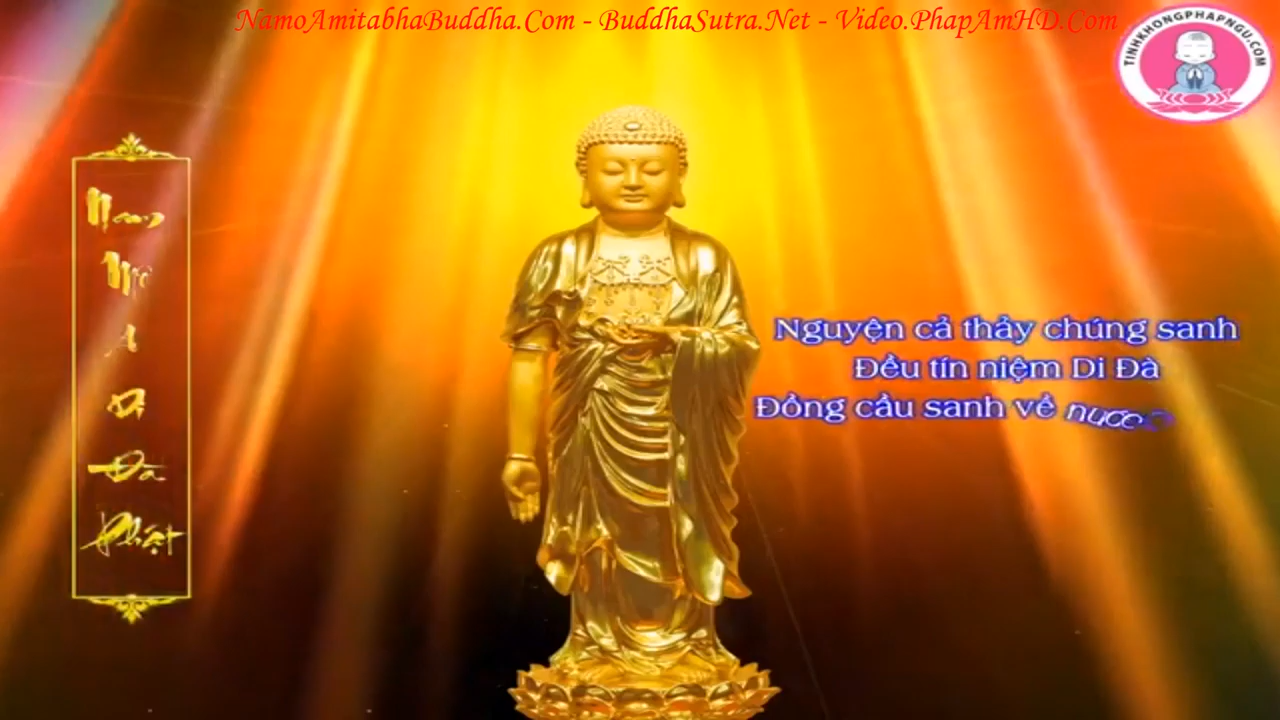 NamoAmitabhaBuddha.Com - BuddhaSutra.Net - Video.PhapAmHD.Com
TINHKHONGPHAPNGU.COM
Nam
Mô
A
Di
Đà
Phật
Nguyện cả thảy chúng sanh
Đều tín niệm Di Đà
Đồng cầu sanh về